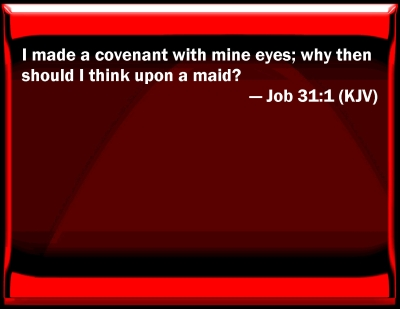 I made a covenant with mine eyes; why then
should I think upon a maid?
— Job 31:1 (KJV)